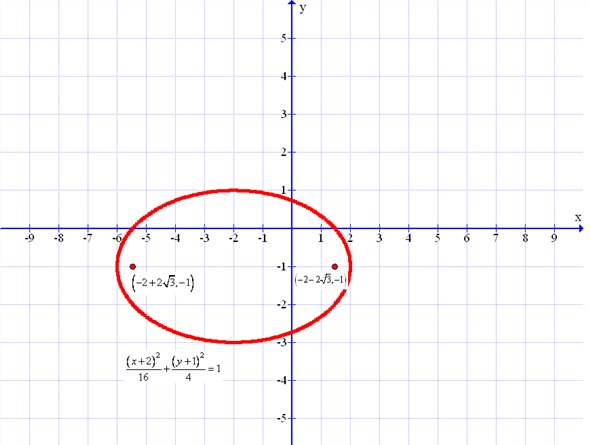 y
5
4
3
2
1
x
-9 -8 -7 -6 -5 -4 -3 -2 -1 1 2 3 4 5 6 7 8 9
-1
(−2+2√3,−1) (−2−2√3,−1)
-2
-3
(x+2)²/16 + (y+1)²/4 = 1
-4
-5